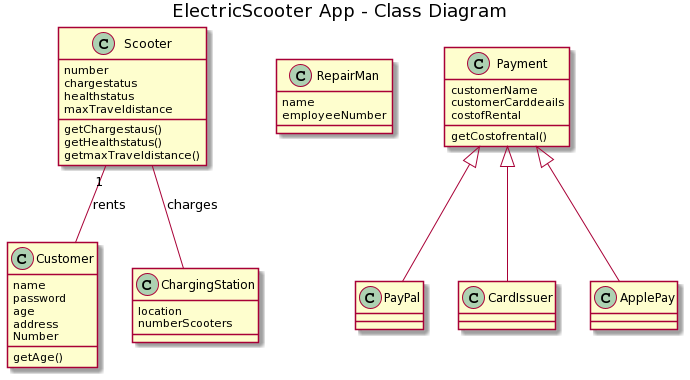 ElectricScooter App - Class Diagram
C Scooter
number
chargestatus
healthstatus
maxTraveldistance
getChargestaus()
getHealthstatus()
getmaxTraveldistance()
C RepairMan
name
employeeNumber
C Payment
customerName
customerCarddeails
costofRental
getCostofrental()
1
rents
charges
C Customer
name
password
age
address
Number
getAge()
C ChargingStation
location
numberScooters
C PayPal
C CardIssuer
C ApplePay